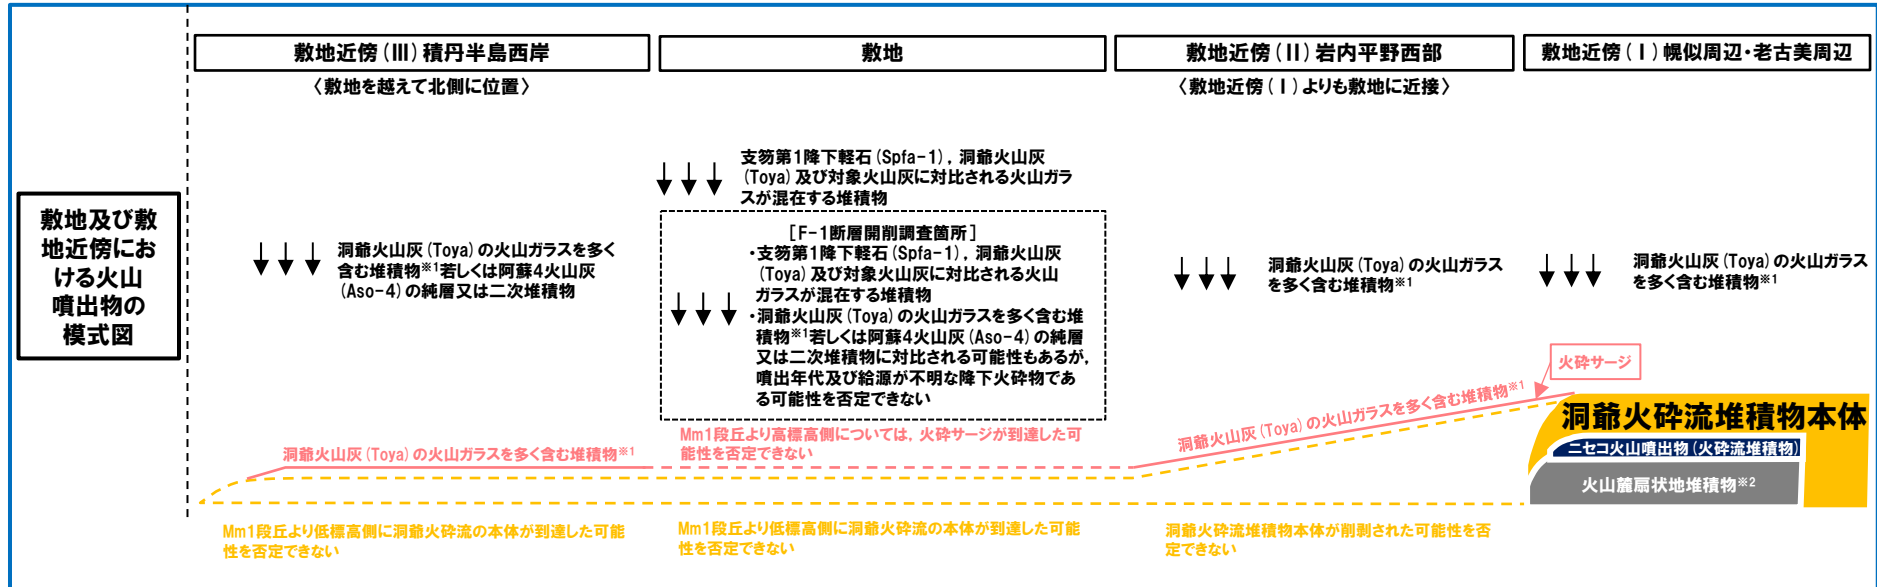 敷地及び敷
地近傍にお
ける火山
噴出物の
模式図
敷地近傍(Ⅲ)積丹半島西岸
〈敷地を越えて北側に位置〉
洞爺火山灰(Toya)の火山ガラスを多く
含む堆積物※1若しくは阿蘇4火山灰
(Aso-4)の純層又は二次堆積物
洞爺火山灰(Toya)の火山ガラスを多く含む堆積物※1
Mm1段丘より低標高側に洞爺火砕流の本体が到達した可能
性を否定できない
敷地
支笏第1降下軽石(Spfa-1),洞爺火山灰
(Toya)及び対象火山灰に対比される火山ガラ
スが混在する堆積物
[F-1断層開削調査箇所]
・支笏第1降下軽石(Spfa-1),洞爺火山灰
(Toya)及び対象火山灰に対比される火山
ガラスが混在する堆積物
・洞爺火山灰(Toya)の火山ガラスを多く含む堆
積物※1若しくは阿蘇4火山灰(Aso-4)の純層
又は二次堆積物に対比される可能性もあるが,
噴出年代及び給源が不明な降下火砕物であ
る可能性を否定できない
Mm1段丘より高標高側については,火砕サージが到達した可
能性を否定できない
Mm1段丘より低標高側に洞爺火砕流の本体が到達した可能
性を否定できない
敷地近傍(Ⅱ)岩内平野西部
〈敷地近傍(Ⅰ)よりも敷地に近接〉
洞爺火山灰(Toya)の火山ガラス
を多く含む堆積物※1
洞爺火山灰(Toya)の火山ガラスを多く含む堆積物※1
洞爺火砕流堆積物本体が削剥された可能性を否
定できない
敷地近傍(Ⅰ)幌似周辺・老古美周辺
洞爺火山灰(Toya)の火山ガラス
を多く含む堆積物※1
火砕サージ
洞爺火砕流堆積物本体
ニセコ火山噴出物(火砕流堆積物)
火山麓扇状地堆積物※2